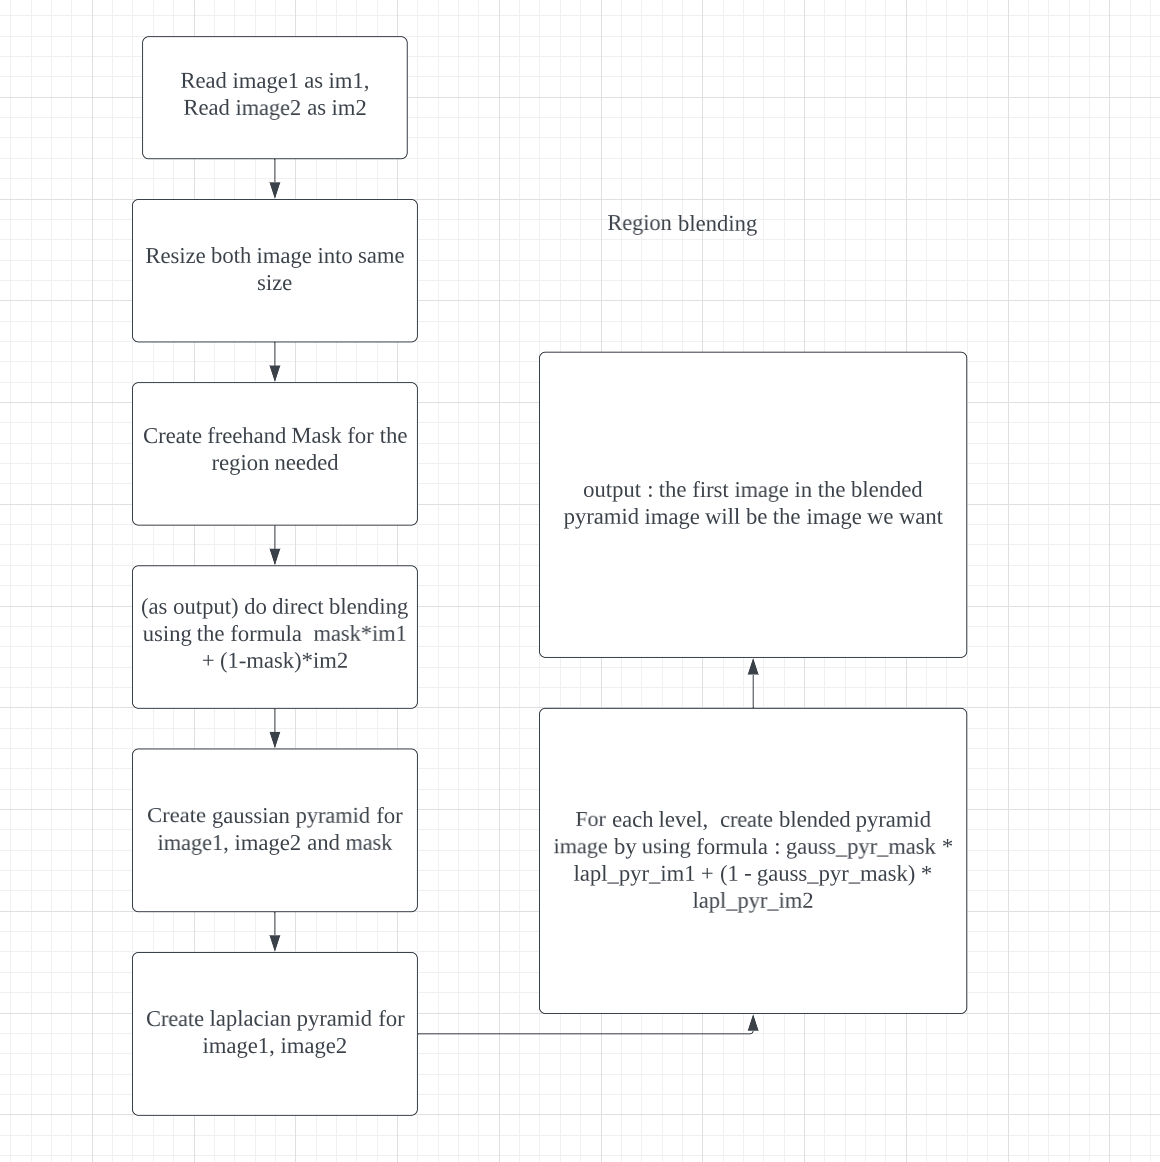 Read image1 as im1,
Read image2 as im2
Resize both image into same
size
Create freehand Mask for the
region needed
(as output) do direct blending
using the formula  mask*im1
+ (1-mask)*im2
Create gaussian pyramid for
image1, image2 and mask
Create laplacian pyramid for
image1, image2
Region blending
output : the first image in the blended
pyramid image will be the image we want
For each level,  create blended pyramid
image by using formula : gauss_pyr_mask *
lapl_pyr_im1 + (1 - gauss_pyr_mask) *
lapl_pyr_im2